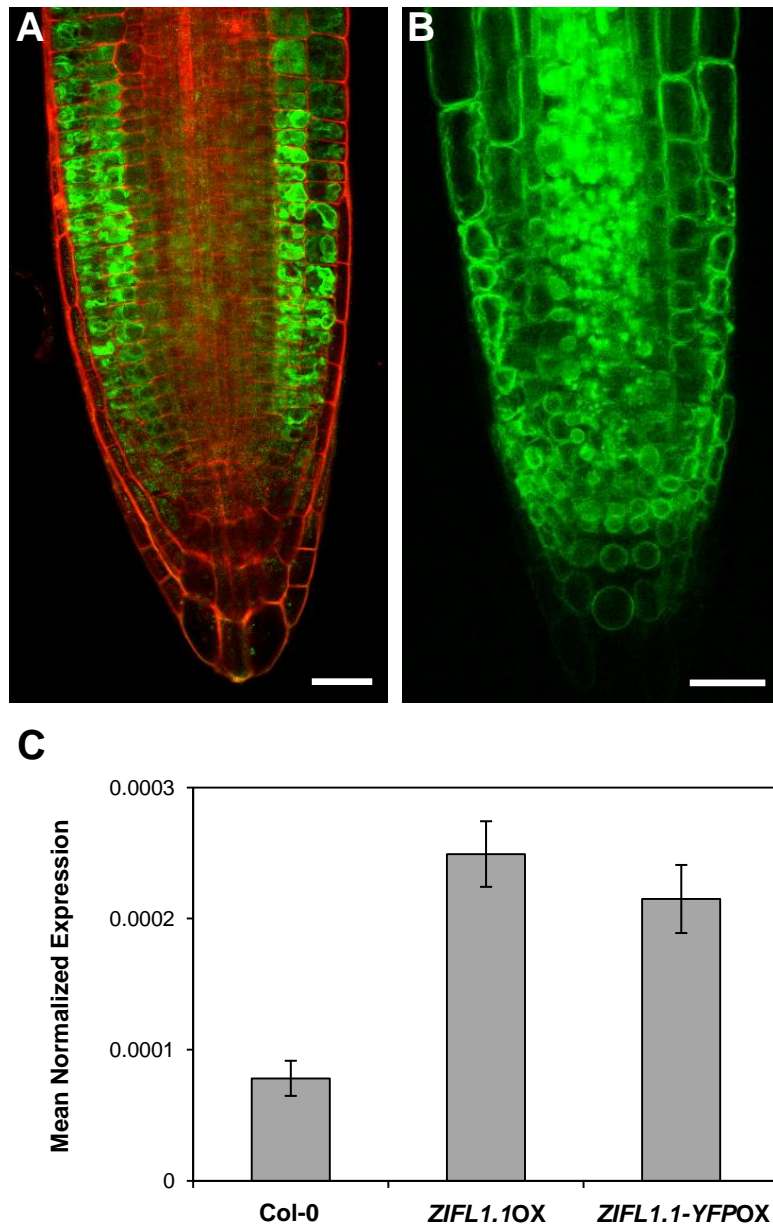 A
B
C
Mean Normalized Expression
0.0003
0.0002
0.0001
0
Col-0
ZIFL1.1OX
ZIFL1.1-YFPOX